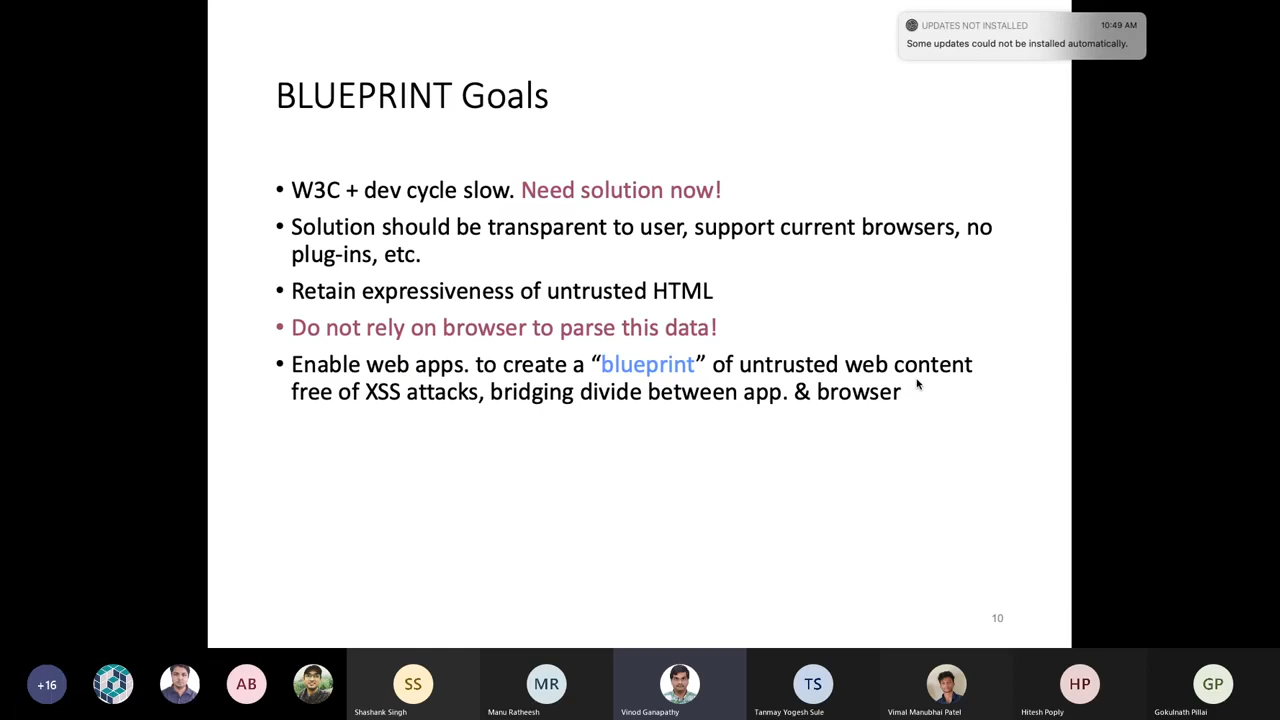 UPDATES NOT INSTALLED 10:49 AM
Some updates could not be installed automatically.
BLUEPRINT Goals
• W3C + dev cycle slow. Need solution now!
• Solution should be transparent to user, support current browsers, no
plug-ins, etc.
• Retain expressiveness of untrusted HTML
• Do not rely on browser to parse this data!
• Enable web apps. to create a “blueprint” of untrusted web content
free of XSS attacks, bridging divide between app. & browser
10
+16 AB SS MR TS HP GP
Shashank Singh Manu Ratheesh Vinod Ganapathy Tanmay Yogesh Sule Vimal Manubhai Patel Hitesh Poply Gokulnath Pillai